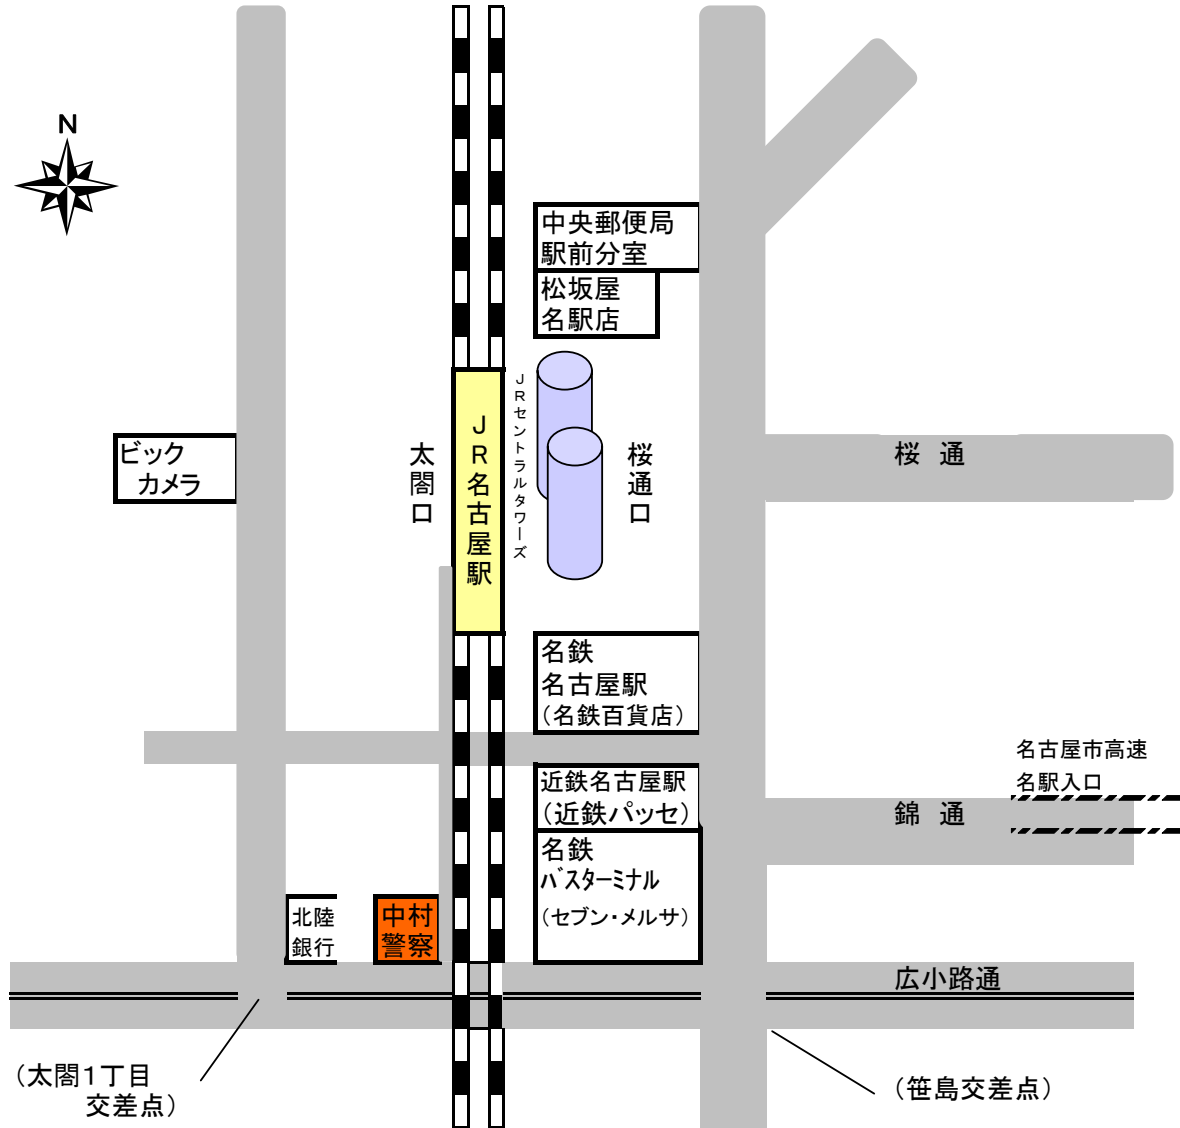 N
中央郵便局
駅前分室
松坂屋
名駅店
JRセントラルタワーズ
JR名古屋駅
太閤口
桜通口
ビック
カメラ
桜 通
名鉄
名古屋駅
(名鉄百貨店)
名古屋市高速
名駅入口
近鉄名古屋駅
(近鉄パッセ)
錦 通
名鉄
バスターミナル
(セブン・メルサ)
北陸
銀行
中村
警察
広小路通
(太閤1丁目
交差点)
(笹島交差点)